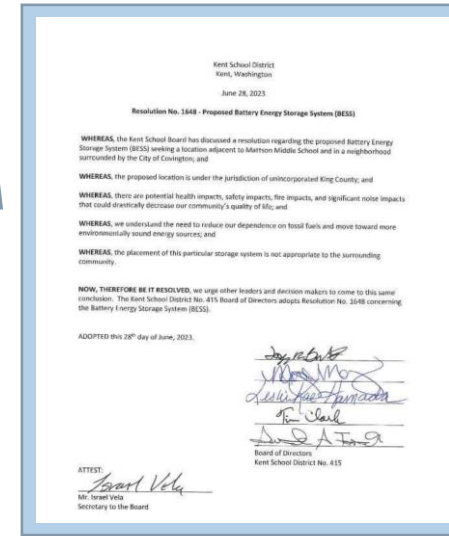 Kent School District
Kent, Washington
June 28, 2023
Resolution No. 1648 - Proposed Battery Energy Storage System (BESS)
WHEREAS, the Kent School Board has discussed a resolution regarding the proposed Battery Energy
Storage System (BESS) seeking a location adjacent to Mattson Middle School and in a neighborhood
surrounded by the City of Covington; and
WHEREAS, the proposed location is under the jurisdiction of unincorporated King County; and
WHEREAS, there are potential health impacts, safety impacts, fire impacts, and significant noise impacts
that could drastically decrease our community's quality of life; and
WHEREAS, we understand the need to reduce our dependence on fossil fuels and move toward more
environmentally sound energy sources; and
WHEREAS, the placement of this particular storage system is not appropriate to the surrounding
community.
NOW, THEREFORE BE IT RESOLVED, we urge other leaders and decision makers to come to this same
conclusion. The Kent School District No. 415 Board of Directors adopts Resolution No. 1648 concerning
the Battery Energy Storage System (BESS).
ADOPTED this 28th day of June, 2023.
Leslie Kae Hamada
Tim Clark
Board of Directors
Kent School District No. 415
ATTEST:
Israel Vela
Mr. Israel Vela
Secretary to the Board